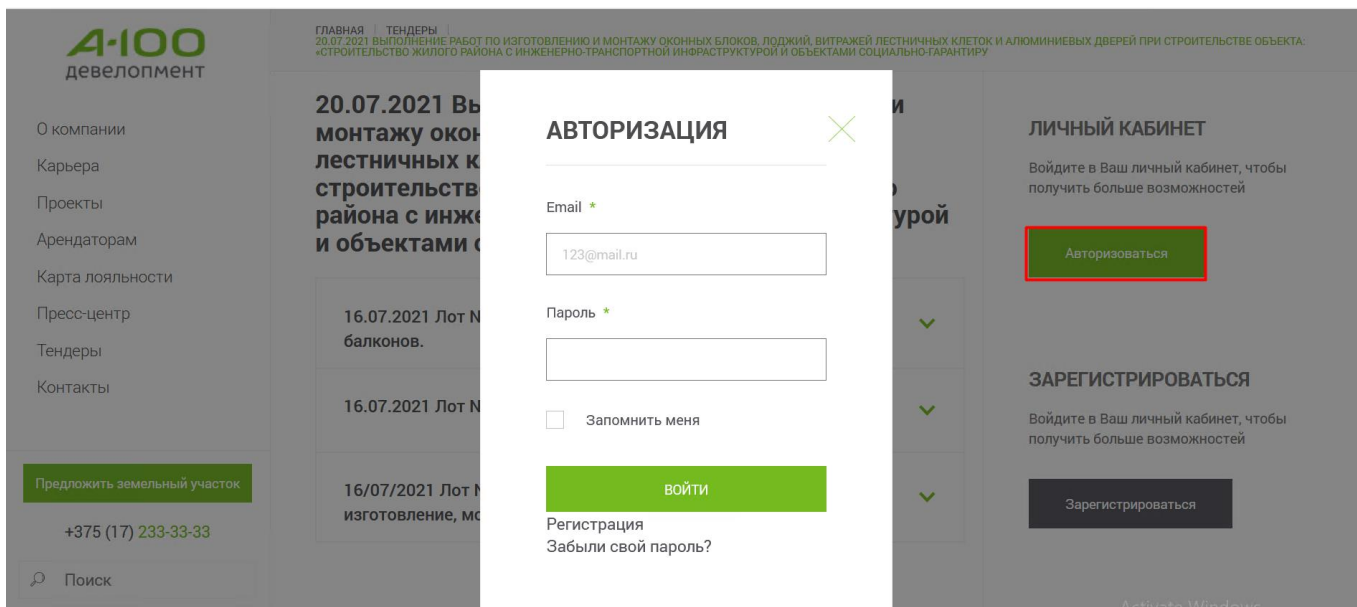 А-100
девелопмент
О компании
Карьера
Проекты
Арендаторам
Карта лояльности
Пресс-центр
Тендеры
Контакты
Предложить земельный участок
+375 (17) 233-33-33
Поиск
ГЛАВНАЯ | ТЕНДЕРЫ |
20.07.2021 ВЫПОЛНЕНИЕ РАБОТ ПО ИЗГОТОВЛЕНИЮ И МОНТАЖУ ОКОННЫХ БЛОКОВ, ЛОДЖИЙ, ВИТРАЖЕЙ ЛЕСТНИЧНЫХ КЛЕТОК И АЛЮМИНИЕВЫХ ДВЕРЕЙ ПРИ СТРОИТЕЛЬСТВЕ ОБЪЕКТА:
«СТРОИТЕЛЬСТВО ЖИЛОГО РАЙОНА С ИНЖЕНЕРНО-ТРАНСПОРТНОЙ ИНФРАСТРУКТУРОЙ И ОБЪЕКТАМИ СОЦИАЛЬНО-ГАРАНТИРУ
20.07.2021 Вы и
монтажу окон
лестничных к
строительств
района с инже урой
и объектами с
16.07.2021 Лот
балконов.
16.07.2021 Лот
16/07/2021 Лот
изготовление, мо
АВТОРИЗАЦИЯ
Email *
123@mail.ru
Пароль *
Запомнить меня
ВОЙТИ
Регистрация
Забыли свой пароль?
ЛИЧНЫЙ КАБИНЕТ
Войдите в Ваш личный кабинет, чтобы
получить больше возможностей
Авторизоваться
ЗАРЕГИСТРИРОВАТЬСЯ
Войдите в Ваш личный кабинет, чтобы
получить больше возможностей
Зарегистрироваться
Activate Windows